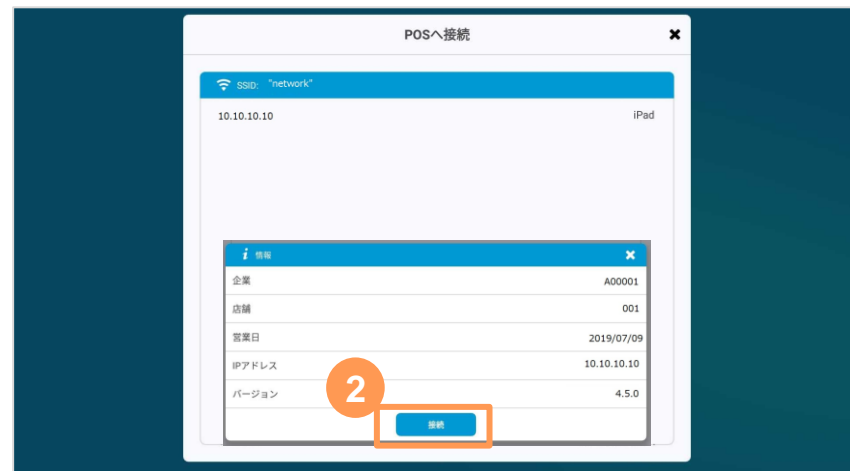 POSへ接続
SSID: "network"
10.10.10.10 iPad
i 情報
企業 A00001
店舗 001
営業日 2019/07/09
IPアドレス 10.10.10.10
バージョン 4.5.0
2
接続